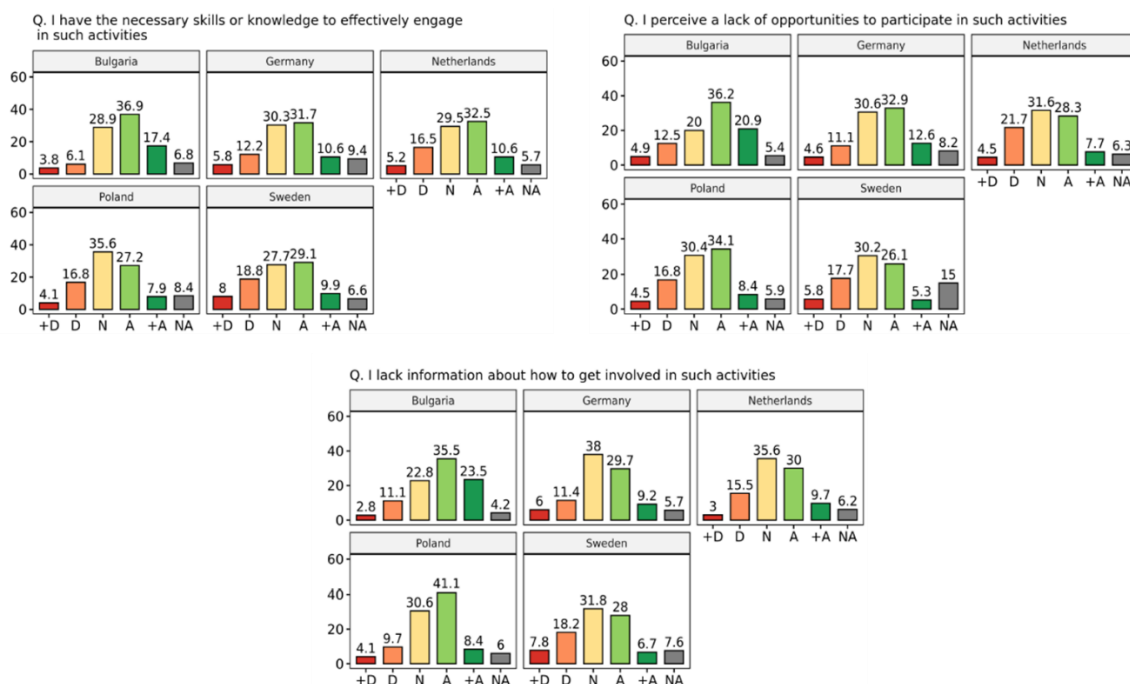 Q. I have the necessary skills or knowledge to effectively engage
in such activities
Bulgaria Germany Netherlands
60
40
20
0
3.8 6.1 28.9 36.9 17.4 6.8
5.8 12.2 30.3 31.7 10.6 9.4
5.2 16.5 29.5 32.5 10.6 5.7
+D D N A +A NA
Poland Sweden
60
40
20
0
4.1 16.8 35.6 27.2 7.9 8.4
8 18.8 27.7 29.1 9.9 6.6
+D D N A +A NA +D D N A +A NA
Q. I perceive a lack of opportunities to participate in such activities
Bulgaria Germany Netherlands
60
40
20
0
4.9 12.5 20 36.2 20.9 5.4
4.6 11.1 30.6 32.9 12.6 8.2
4.5 21.7 31.6 28.3 7.7 6.3
+D D N A +A NA
Poland Sweden
60
40
20
0
4.5 16.8 30.4 34.1 8.4 5.9
5.8 17.7 30.2 26.1 5.3 15
+D D N A +A NA +D D N A +A NA
Q. I lack information about how to get involved in such activities
Bulgaria Germany Netherlands
60
40
20
0
2.8 11.1 22.8 35.5 23.5 4.2
6 11.4 38 29.7 9.2 5.7
3 15.5 35.6 30 9.7 6.2
+D D N A +A NA
Poland Sweden
60
40
20
0
4.1 9.7 30.6 41.1 8.4 6
7.8 18.2 31.8 28 6.7 7.6
+D D N A +A NA +D D N A +A NA